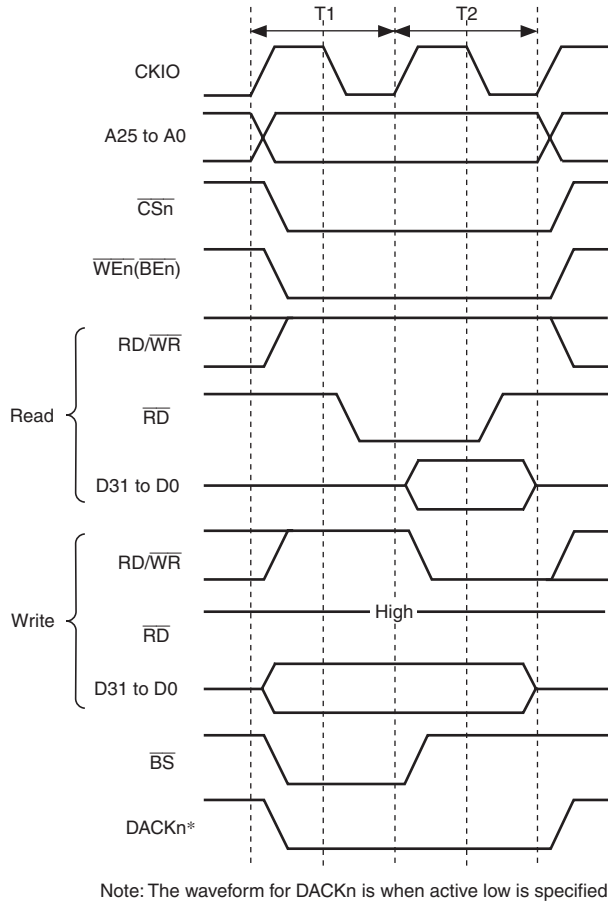 T1 T2
CKIO
A25 to A0
CSn
WEn(BEn)
RD/WR
Read
RD
D31 to D0
RD/WR
High
Write
RD
D31 to D0
BS
DACKn*
Note: The waveform for DACKn is when active low is specified